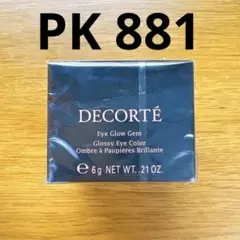 PK 881
DECORTÉ
Eye Glow Gem
Glossy Eye Color
Ombre à Paupières Brillante
℮ 6g NET WT. .21 OZ.